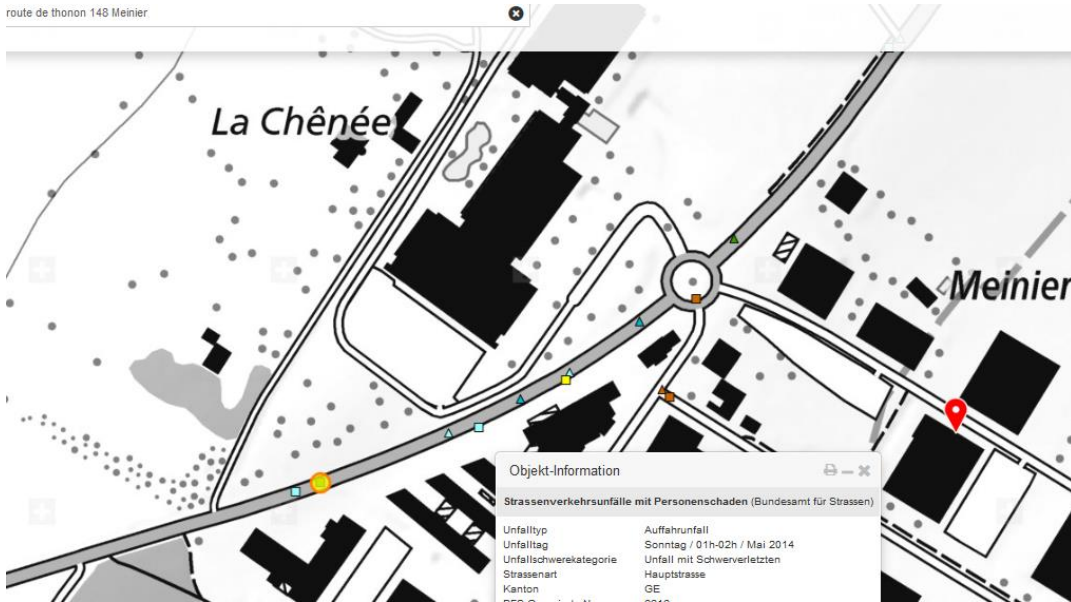 route de thonon 148 Meinier
La Chênée
Meinier
Objekt-Information
Strassenverkehrsunfälle mit Personenschaden (Bundesamt für Strassen)
Unfalltyp Auffahrunfall
Unfalltag Sonntag / 01h-02h / Mai 2014
Unfallschwerekategorie Unfall mit Schwerverletzten
Strassenart Hauptstrasse
Kanton GE